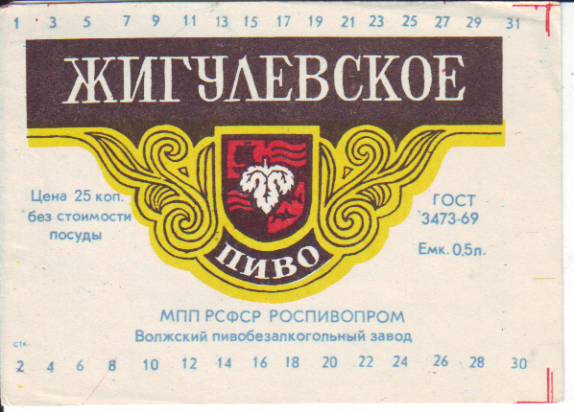 1 3 5 7 9 11 13 15 17 19 21 23 25 27 29 31
ЖИГУЛЕВСКОЕ
Цена 25 коп.
без стоимости
посуды
ГОСТ
3473-69
Емк. 0,5л.
ПИВО
МПП РСФСР РОСПИВОПРОМ
Волжский пивобезалкогольный завод
стк.
2 4 6 8 10 12 14 16 18 20 22 24 26 28 30